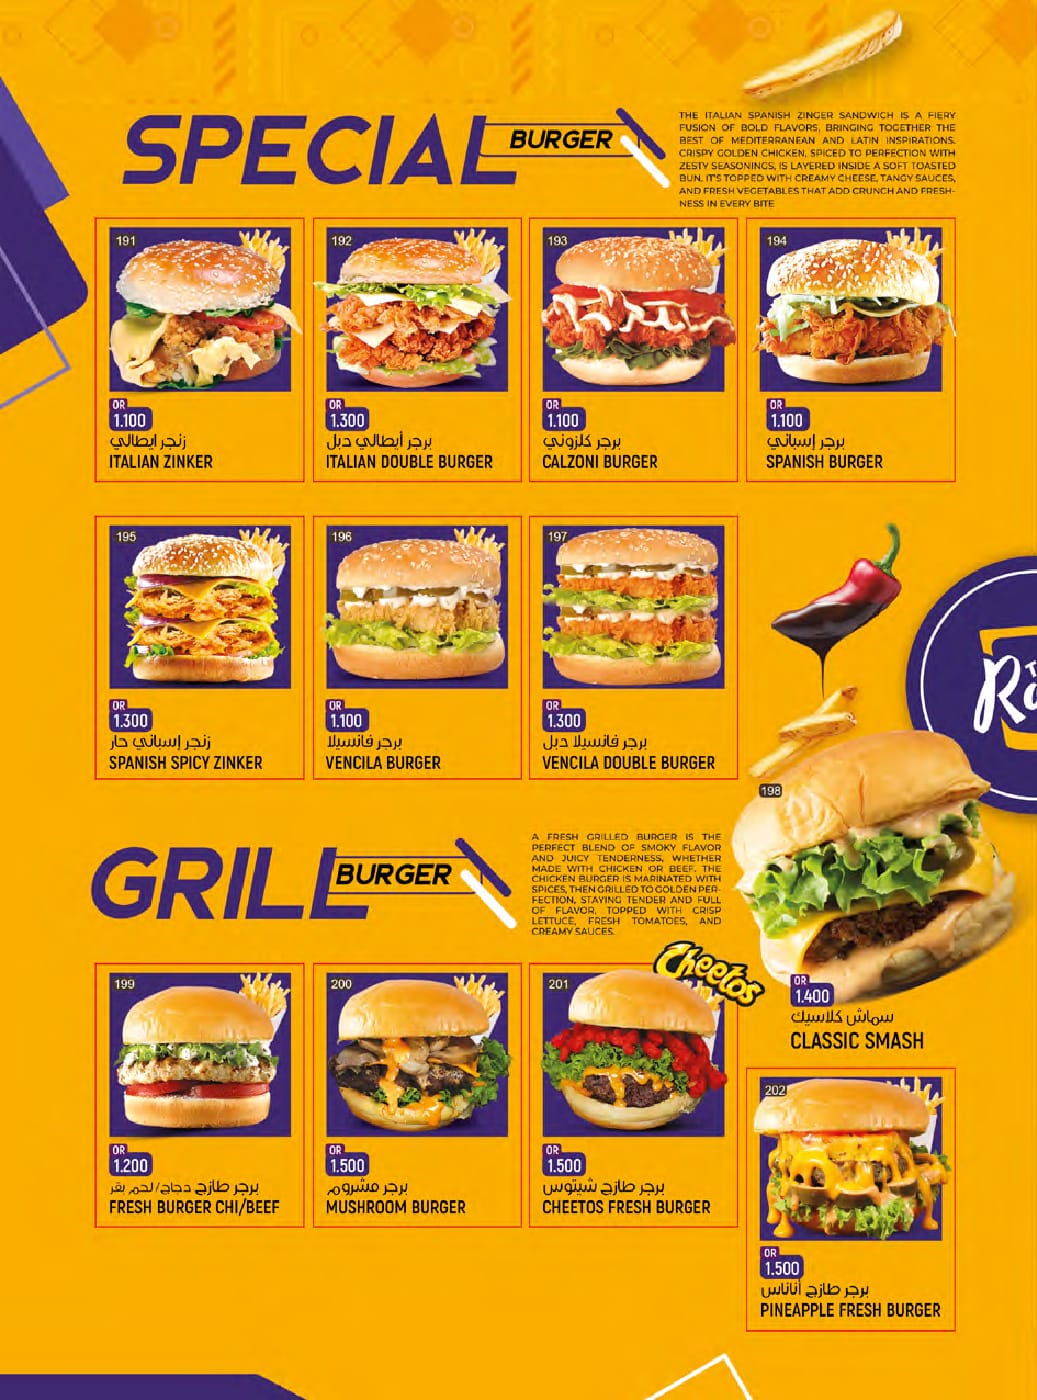 SPECIAL BURGER
THE ITALIAN SPANISH ZINGER SANDWICH IS A FIERY
FUSION OF BOLD FLAVORS, BRINGING TOGETHER THE
BEST OF MEDITERRANEAN AND LATIN INSPIRATIONS.
CRISPY GOLDEN CHICKEN, SPICED TO PERFECTION WITH
ZESTY SEASONINGS, IS LAYERED INSIDE A SOFT TOASTED
BUN. IT'S TOPPED WITH CREAMY CHEESE, TANGY SAUCES,
AND FRESH VEGETABLES THAT ADD CRUNCH AND FRESH-
NESS IN EVERY BITE
191
OR
1.100
زنجر ايطالي
ITALIAN ZINKER
192
OR
1.300
برجر أيطالي دبل
ITALIAN DOUBLE BURGER
193
OR
1.100
برجر كلزوني
CALZONI BURGER
194
OR
1.100
برجر إسباني
SPANISH BURGER
195
OR
1.300
زنجر إسباني حار
SPANISH SPICY ZINKER
196
OR
1.100
برجر فانسيلا
VENCILA BURGER
197
OR
1.300
برجر فانسيلا دبل
VENCILA DOUBLE BURGER
198
OR
1.400
سماش كلاسيك
CLASSIC SMASH
GRILL BURGER
A FRESH GRILLED BURGER IS THE
PERFECT BLEND OF SMOKY FLAVOR
AND JUICY TENDERNESS, WHETHER
MADE WITH CHICKEN OR BEEF. THE
CHICKEN BURGER IS MARINATED WITH
SPICES, THEN GRILLED TO GOLDEN PER-
FECTION, STAYING TENDER AND FULL
OF FLAVOR, TOPPED WITH CRISP
LETTUCE, FRESH TOMATOES, AND
CREAMY SAUCES.
199
OR
1.200
برجر طازج دجاج/لحم بقر
FRESH BURGER CHI/BEEF
200
OR
1.500
برجر مشروم
MUSHROOM BURGER
201
Cheetos
OR
1.500
برجر طازج شيتوس
CHEETOS FRESH BURGER
202
OR
1.500
برجر طازج أناناس
PINEAPPLE FRESH BURGER